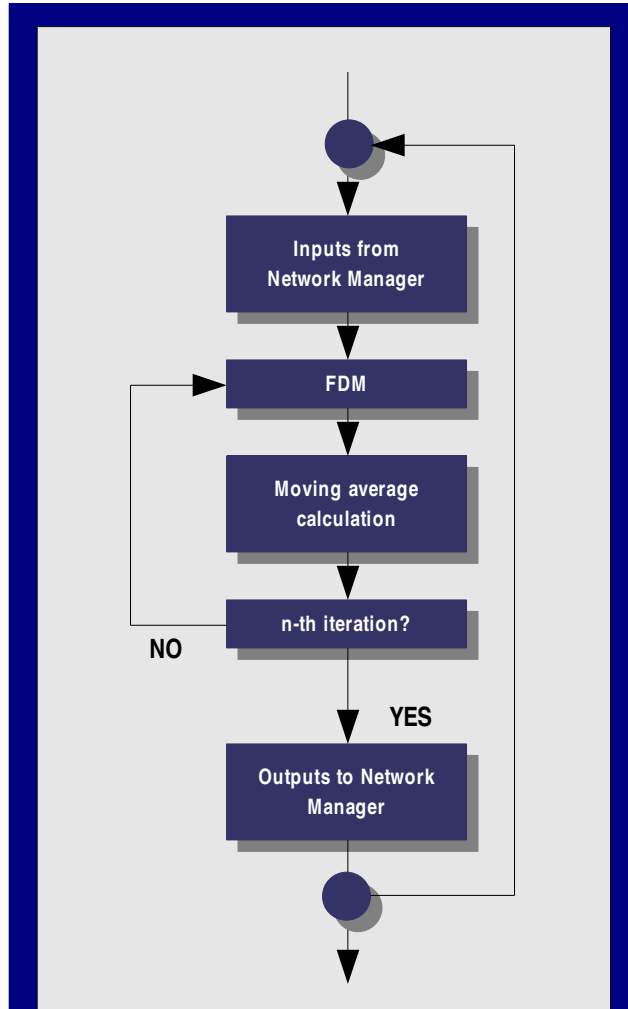 Inputs from
Network Manager
FDM
Moving average
calculation
n-th iteration?
NO
YES
Outputs to Network
Manager